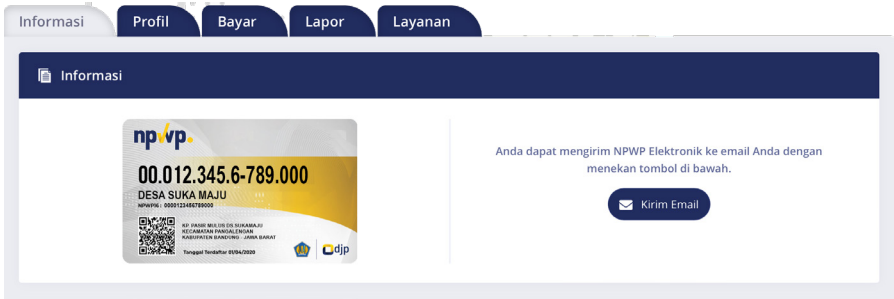 Informasi
Profil
Bayar
Lapor
Layanan
Informasi
npwp.
00.012.345.6-789.000
DESA SUKA MAJU
NPWP16 : 0000123456789000
KP. PASIR MULUS DS SUKAMAJU
KECAMATAN PANGALENGAN
KABUPATEN BANDUNG - JAWA BARAT
Tanggal Terdaftar 01/04/2020
djp
Anda dapat mengirim NPWP Elektronik ke email Anda dengan
menekan tombol di bawah.
Kirim Email